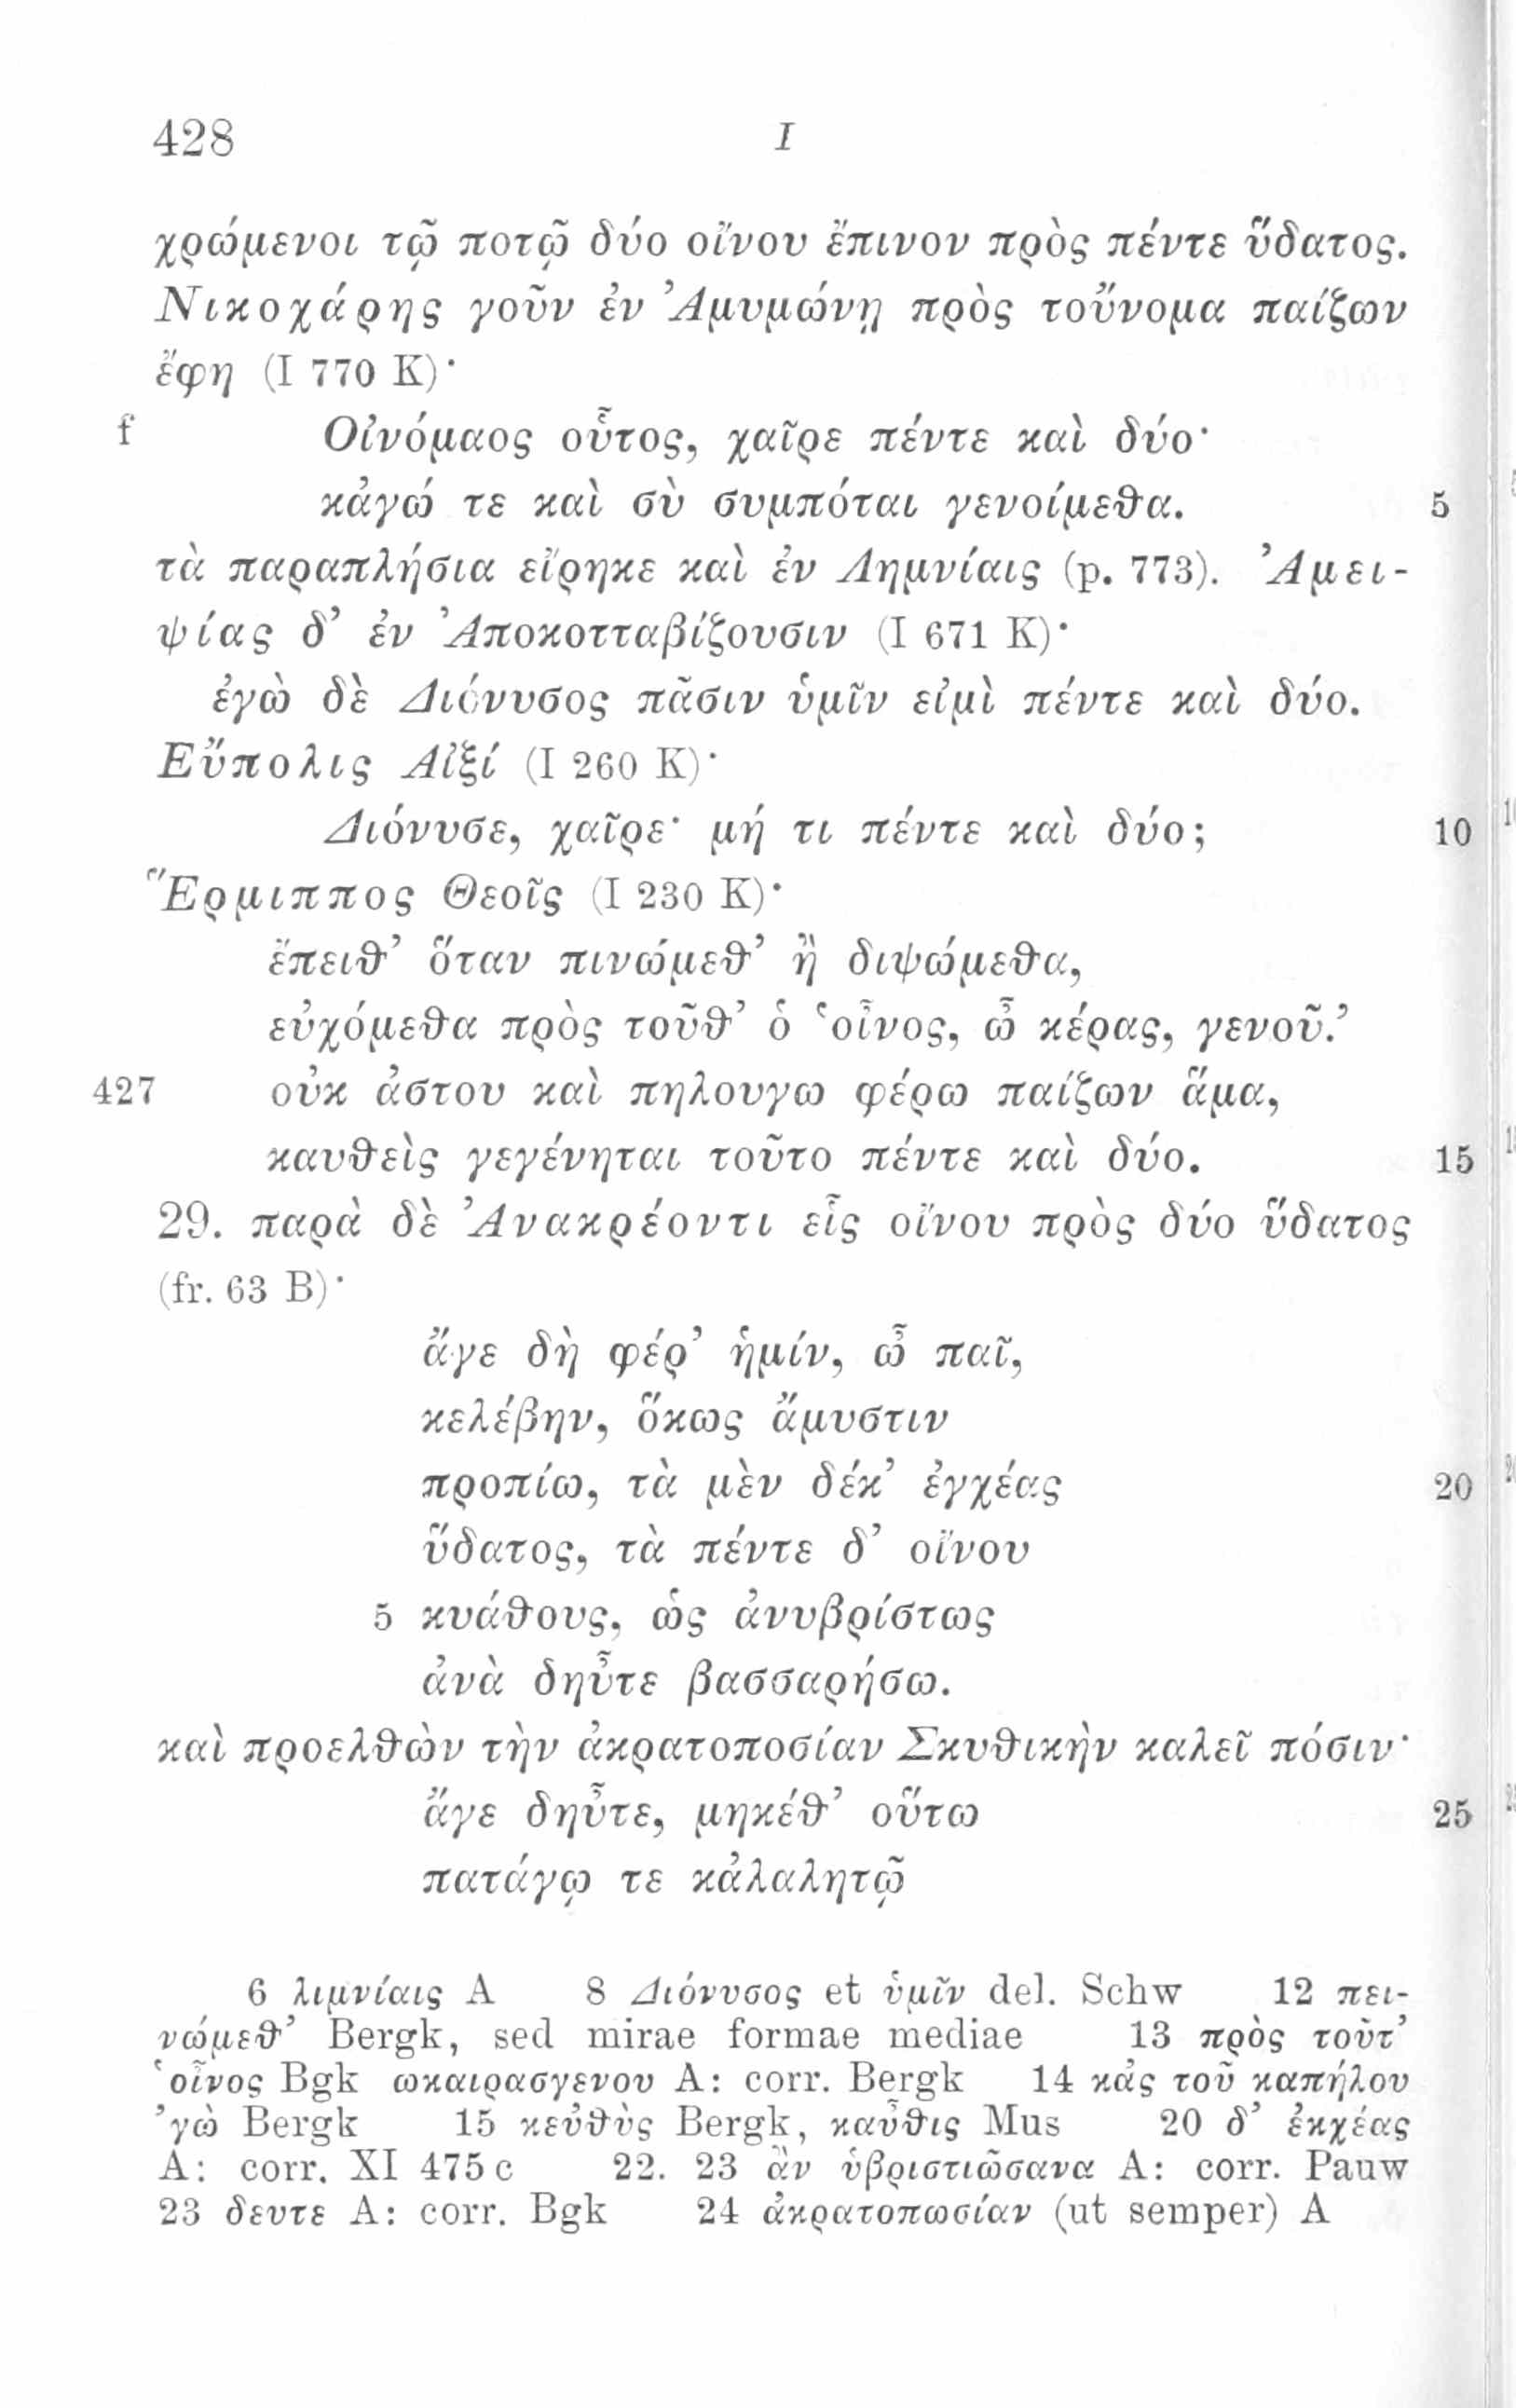 428 I
χρώμενοι τῷ ποτῷ δύο οἴνου ἔπινον πρὸς πέντε ὕδατος.
Νικοχάρης γοῦν ἐν Ἀμυμώνῃ πρὸς τοὔνομα παίζων
ἔφη (I 770 K)·
f Οἰνόμαος οὗτος, χαῖρε πέντε καὶ δύο·
κἀγώ τε καὶ σὺ συμπόται γενοίμεθα. 5
τὰ παραπλήσια εἴρηκε καὶ ἐν Λημνίαις (p. 773). Ἀμει-
ψίας δ’ ἐν Ἀποκοτταβίζουσιν (I 671 K)·
ἐγὼ δὲ Διόνυσος πᾶσιν ὑμῖν εἰμὶ πέντε καὶ δύο.
Εὔπολις Αἰξί (I 260 K)·
Διόνυσε, χαῖρε· μή τι πέντε καὶ δύο; 10
Ἕρμιππος Θεοῖς (I 230 K)·
ἔπειθ’ ὅταν πινώμεθ’ ἢ διψώμεθα,
εὐχόμεθα πρὸς τοῦθ’ ὁ ‘οἶνος, ὦ κέρας, γενοῦ.’
427 οὐκ ἀστου καὶ πηλουγω φέρω παίζων ἅμα,
καυθεὶς γεγένηται τοῦτο πέντε καὶ δύο. 15
29. παρὰ δὲ Ἀνακρέοντι εἷς οἴνου πρὸς δύο ὕδατος
(fr. 63 B)·
ἄγε δὴ φέρ’ ἡμίν, ὦ παῖ,
κελέβην, ὅκως ἄμυστιν
προπίω, τὰ μὲν δέκ’ ἐγχέας 20
ὕδατος, τὰ πέντε δ’ οἴνου
5 κυάθους, ὡς ἀνυβρίστως
ἀνὰ δηὖτε βασσαρήσω.
καὶ προελθὼν τὴν ἀκρατοποσίαν Σκυθικὴν καλεῖ πόσιν·
ἄγε δηὖτε, μηκέθ’ οὕτω 25
πατάγῳ τε κἀλαλητῷ
6 λιμνίαις A 8 Διόνυσος et ὑμῖν del. Schw 12 πει-
νώμεθ’ Bergk, sed mirae formae mediae 13 πρὸς τοῦτ’
‘οἶνος Bgk ωκαιρασγενου A: corr. Bergk 14 κᾆς τοῦ καπήλου
’γὼ Bergk 15 κεὐθὺς Bergk, καὖθις Mus 20 δ’ ἐκχέας
A: corr. XI 475 c 22. 23 ἂν ὑβριστιῶσανα A: corr. Pauw
23 δευτε A: corr. Bgk 24 ἀκρατοπωσίαν (ut semper) A